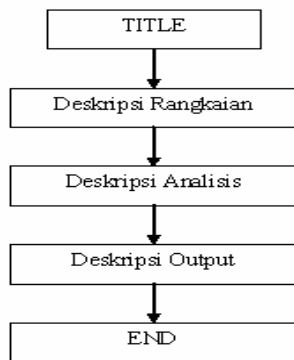 TITLE
Deskripsi Rangkaian
Deskripsi Analisis
Deskripsi Output
END